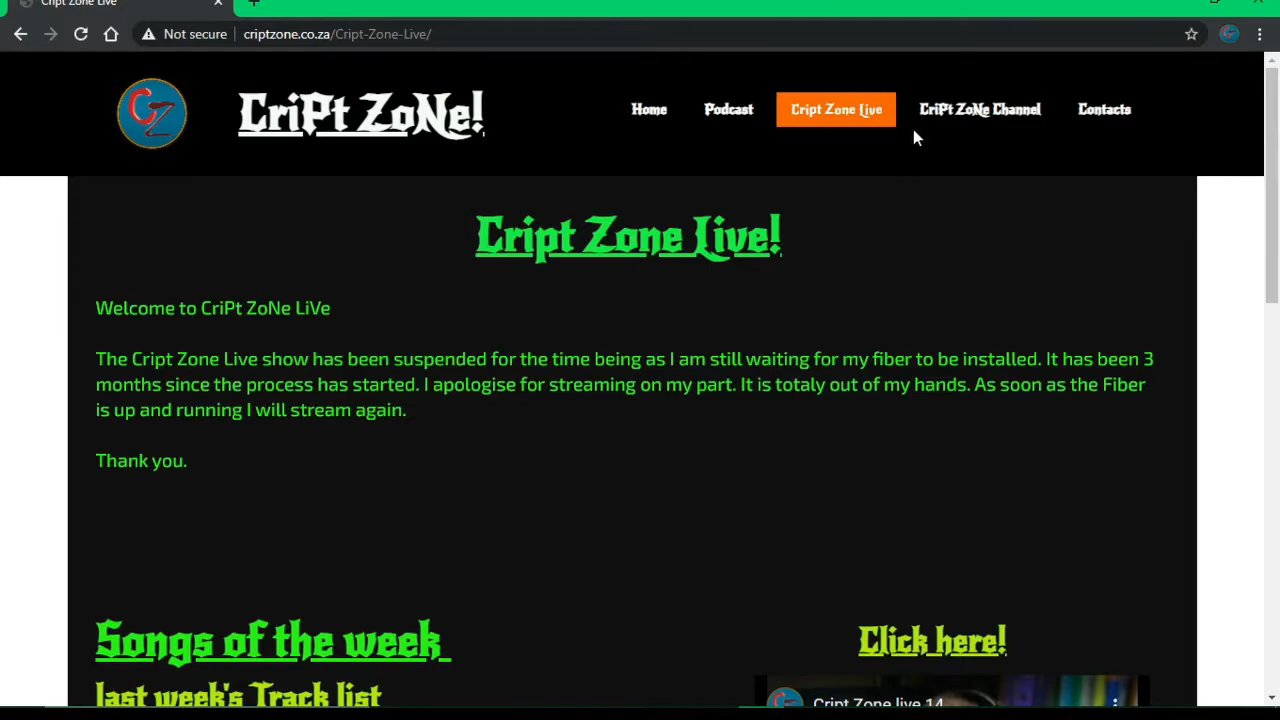 Cript Zone Live
Not secure
criptzone.co.za/Cript-Zone-Live/
CZ
CriPt ZoNe!
Home
Podcast
Cript Zone Live
CriPt ZoNe Channel
Contacts
Cript Zone Live!
Welcome to CriPt ZoNe LiVe
The Cript Zone Live show has been suspended for the time being as I am still waiting for my fiber to be installed. It has been 3
months since the process has started. I apologise for streaming on my part. It is totaly out of my hands. As soon as the Fiber
is up and running I will stream again.
Thank you.
Songs of the week
last week's Track list
Click here!
Cript Zone live 14